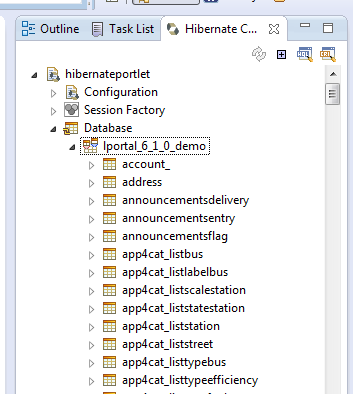 Outline Task List Hibernate C...
hibernateportlet
Configuration
Session Factory
Database
lportal_6_1_0_demo
account_
address
announcementsdelivery
announcementsentry
announcementsflag
app4cat_listbus
app4cat_listlabelbus
app4cat_listscalestation
app4cat_liststatestation
app4cat_liststation
app4cat_liststreet
app4cat_listtypebus
app4cat_listtypeefficiency